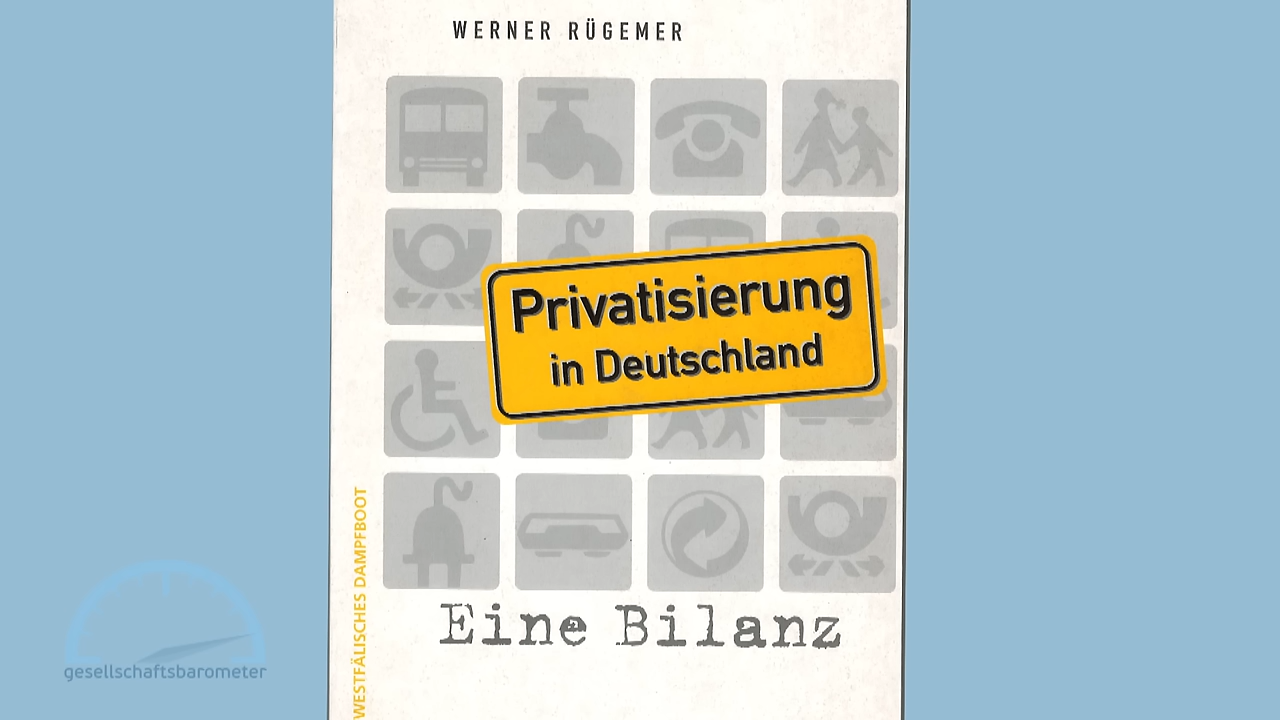 WERNER RÜGEMER
Privatisierung
in Deutschland
Eine Bilanz
WESTFÄLISCHES DAMPFBOOT
gesellschaftsbarometer